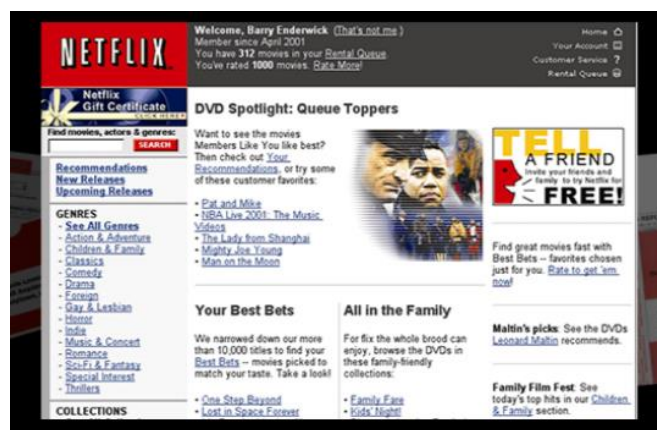 NETFLIX
Welcome, Barry Enderwick (That's not me.)
Member since April 2001
You have 312 movies in your Rental Queue.
You've rated 1000 movies. Rate More!
Home
Your Account
Customer Service ?
Rental Queue
Netflix
Gift Certificate
CLICK HERE
Find movies, actors & genres:
SEARCH
Recommendations
New Releases
Upcoming Releases
GENRES
- See All Genres
- Action & Adventure
- Children & Family
- Classics
- Comedy
- Drama
- Foreign
- Gay & Lesbian
- Horror
- Indie
- Music & Concert
- Romance
- Sci-Fi & Fantasy
- Special Interest
- Thrillers
COLLECTIONS
DVD Spotlight: Queue Toppers
Want to see the movies
Members Like You like best?
Then check out Your
Recommendations, or try some
of these customer favorites:
• Pat and Mike
• NBA Live 2001: The Music
Videos
• The Lady from Shanghai
• Mighty Joe Young
• Man on the Moon
Your Best Bets
We narrowed down our more
than 10,000 titles to find your
Best Bets -- movies picked to
match your taste. Take a look!
• One Step Beyond
• Lost in Space Forever
All in the Family
For flix the whole brood can
enjoy, browse the DVDs in
these family-friendly
collections:
• Family Fare
• Kids' Night!
TELL
A FRIEND
Invite your friends and
family to try Netflix for
FREE!
Find great movies fast with
Best Bets -- favorites chosen
just for you. Rate to get 'em
now!
Maltin's picks: See the DVDs
Leonard Maltin recommends.
Family Film Fest: See
today's top hits in our Children
& Family section.